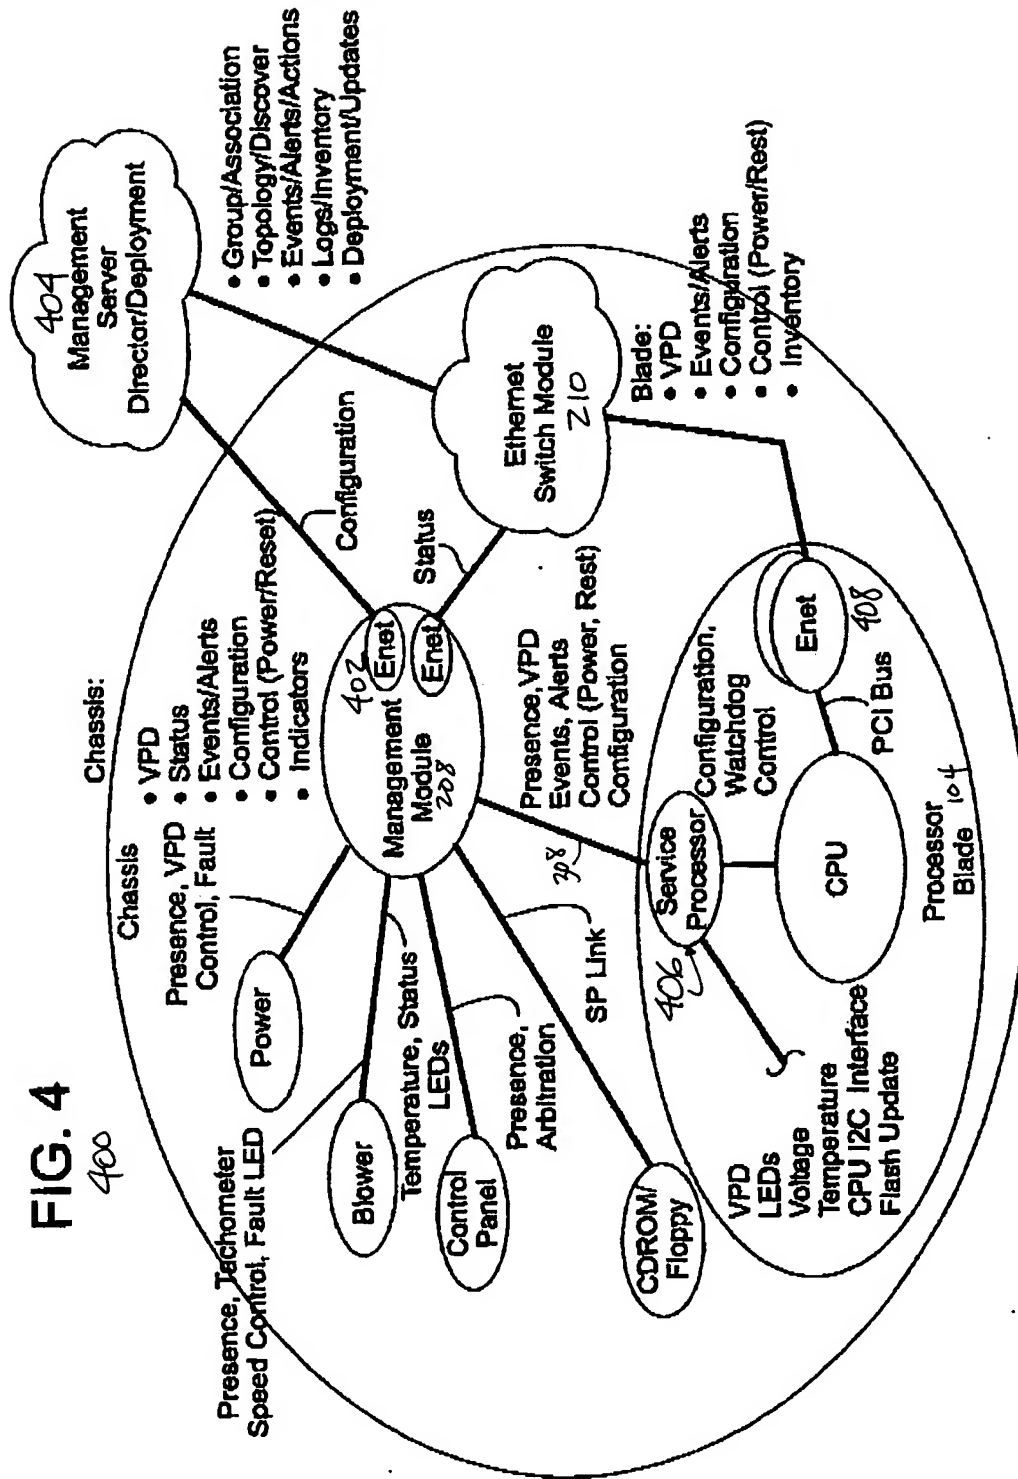 FIG. 4
400
404
Management
Server
Director/Deployment
• Group/Association
• Topology/Discover
• Events/Alerts/Actions
• Logs/Inventory
• Deployment/Updates
Chassis:
• VPD
• Status
• Events/Alerts
• Configuration
• Control (Power/Reset)
• Indicators
Configuration
Chassis
Presence, VPD
Control, Fault
Power
Presence, Tachometer
Speed Control, Fault LED
Blower
Temperature, Status
LEDs
Control
Panel
Presence,
Arbitration
CDROM/
Floppy
SP Link
402
Enet
Enet
Management
Module
208
Status
Ethernet
Switch Module
210
Blade:
• VPD
• Events/Alerts
• Configuration
• Control (Power/Rest)
• Inventory
Presence,VPD
Events, Alerts
Control (Power, Rest)
Configuration
308
Service
Processor
406
Configuration,
Watchdog
Control
Enet
408
PCI Bus
CPU
VPD
LEDs
Voltage
Temperature
CPU I2C Interface
Flash Update
Processor
Blade 104